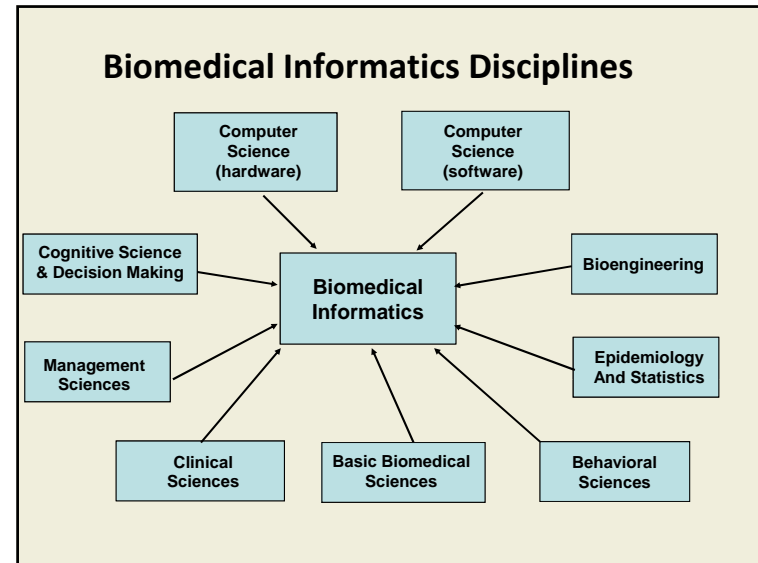 Biomedical Informatics Disciplines
Computer
Science
(hardware)
Computer
Science
(software)
Cognitive Science
& Decision Making
Biomedical
Informatics
Bioengineering
Management
Sciences
Epidemiology
And Statistics
Clinical
Sciences
Basic Biomedical
Sciences
Behavioral
Sciences